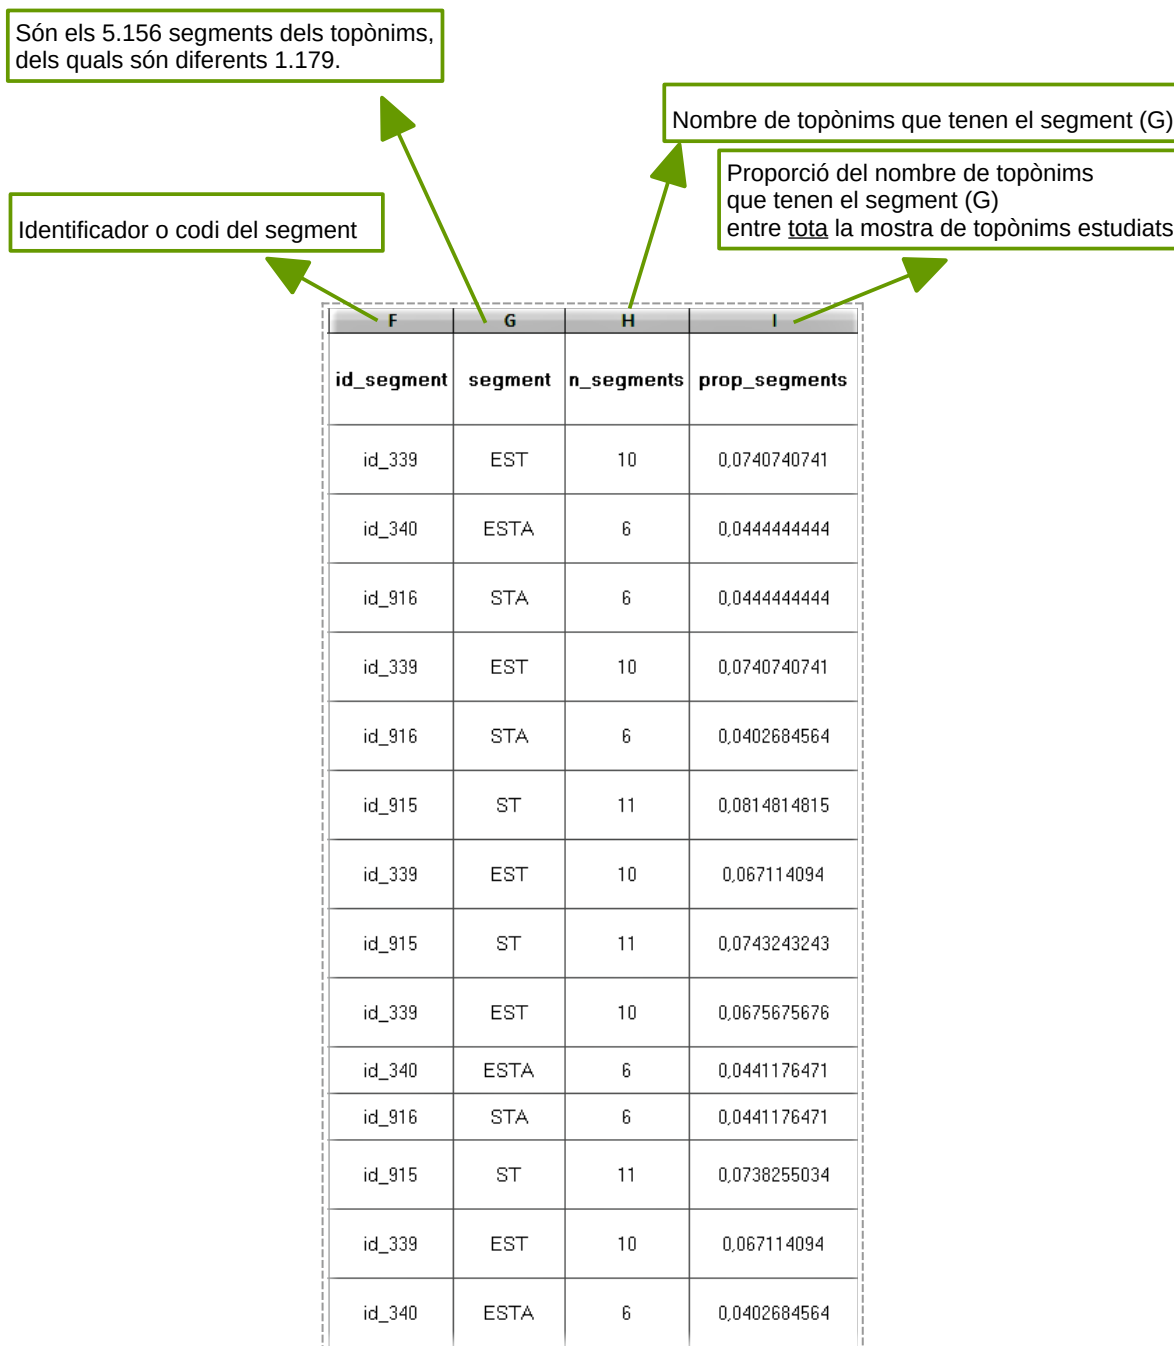 Són els 5.156 segments dels topònims,
dels quals són diferents 1.179.
Nombre de topònims que tenen el segment (G)
Proporció del nombre de topònims
que tenen el segment (G)
entre tota la mostra de topònims estudiats
Identificador o codi del segment
F G H I
id_segment segment n_segments prop_segments
id_339 EST 10 0,0740740741
id_340 ESTA 6 0,0444444444
id_916 STA 6 0,0444444444
id_339 EST 10 0,0740740741
id_916 STA 6 0,0402684564
id_915 ST 11 0,0814814815
id_339 EST 10 0,067114094
id_915 ST 11 0,0743243243
id_339 EST 10 0,0675675676
id_340 ESTA 6 0,0441176471
id_916 STA 6 0,0441176471
id_915 ST 11 0,0738255034
id_339 EST 10 0,067114094
id_340 ESTA 6 0,0402684564